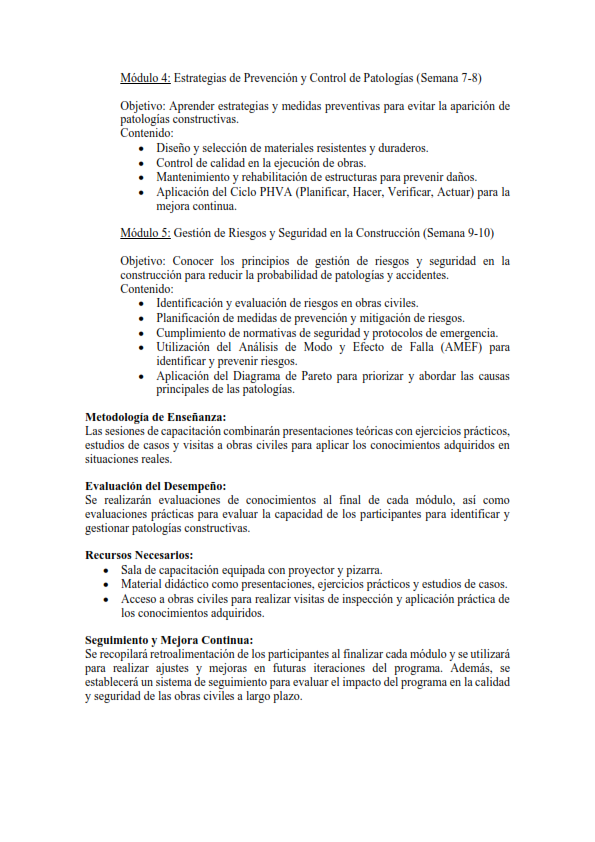 Módulo 4: Estrategias de Prevención y Control de Patologías (Semana 7-8)
Objetivo: Aprender estrategias y medidas preventivas para evitar la aparición de
patologías constructivas.
Contenido:
• Diseño y selección de materiales resistentes y duraderos.
• Control de calidad en la ejecución de obras.
• Mantenimiento y rehabilitación de estructuras para prevenir daños.
• Aplicación del Ciclo PHVA (Planificar, Hacer, Verificar, Actuar) para la
mejora continua.
Módulo 5: Gestión de Riesgos y Seguridad en la Construcción (Semana 9-10)
Objetivo: Conocer los principios de gestión de riesgos y seguridad en la
construcción para reducir la probabilidad de patologías y accidentes.
Contenido:
• Identificación y evaluación de riesgos en obras civiles.
• Planificación de medidas de prevención y mitigación de riesgos.
• Cumplimiento de normativas de seguridad y protocolos de emergencia.
• Utilización del Análisis de Modo y Efecto de Falla (AMEF) para
identificar y prevenir riesgos.
• Aplicación del Diagrama de Pareto para priorizar y abordar las causas
principales de las patologías.
Metodología de Enseñanza:
Las sesiones de capacitación combinarán presentaciones teóricas con ejercicios prácticos,
estudios de casos y visitas a obras civiles para aplicar los conocimientos adquiridos en
situaciones reales.
Evaluación del Desempeño:
Se realizarán evaluaciones de conocimientos al final de cada módulo, así como
evaluaciones prácticas para evaluar la capacidad de los participantes para identificar y
gestionar patologías constructivas.
Recursos Necesarios:
• Sala de capacitación equipada con proyector y pizarra.
• Material didáctico como presentaciones, ejercicios prácticos y estudios de casos.
• Acceso a obras civiles para realizar visitas de inspección y aplicación práctica de
los conocimientos adquiridos.
Seguimiento y Mejora Continua:
Se recopilará retroalimentación de los participantes al finalizar cada módulo y se utilizará
para realizar ajustes y mejoras en futuras iteraciones del programa. Además, se
establecerá un sistema de seguimiento para evaluar el impacto del programa en la calidad
y seguridad de las obras civiles a largo plazo.